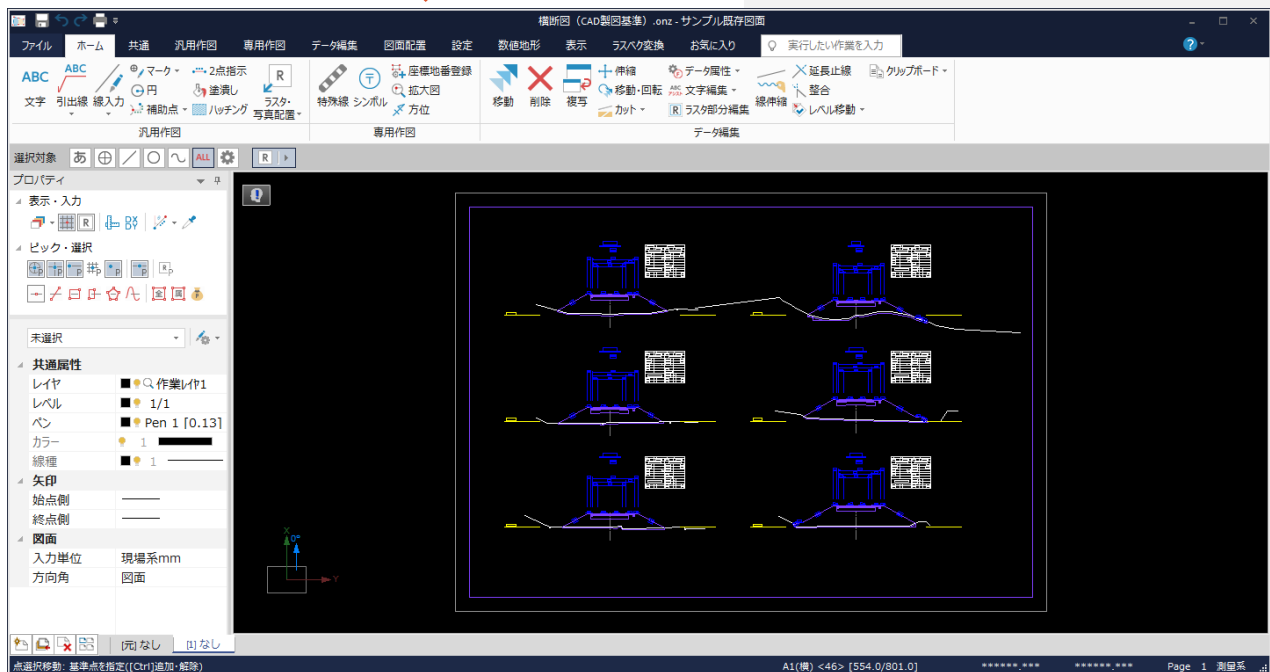 横断図（CAD製図基準）.onz - サンプル既存図面
ファイル ホーム 共通 汎用作図 専用作図 データ編集 図面配置 設定 数値地形 表示 ラスベク変換 お気に入り 実行したい作業を入力
ABC 文字
ABC 引出線
線入力
マーク
円
補助点
2点指示
塗潰し
ハッチング
R ラスタ・写真配置
汎用作図
特殊線
シンボル
座標地番登録
拡大図
方位
専用作図
移動
削除
複写
伸縮
移動・回転
カット
データ属性
文字編集
R ラスタ部分編集
線伸縮
延長止線
整合
レベル移動
クリップボード
データ編集
選択対象 あ ALL R
プロパティ
表示・入力
R
ピック・選択
未選択
共通属性
レイヤ 作業レイヤ1
レベル 1/1
ペン Pen 1 [0.13]
カラー 1
線種 1
矢印
始点側
終点側
図面
入力単位 現場系mm
方向角 図面
X
0°
Y
[元] なし [1] なし
点選択移動: 基準点を指定([Ctrl]追加・解除)
A1(横) <46> [554.0/801.0] ******.*** ******.*** Page 1 測量系